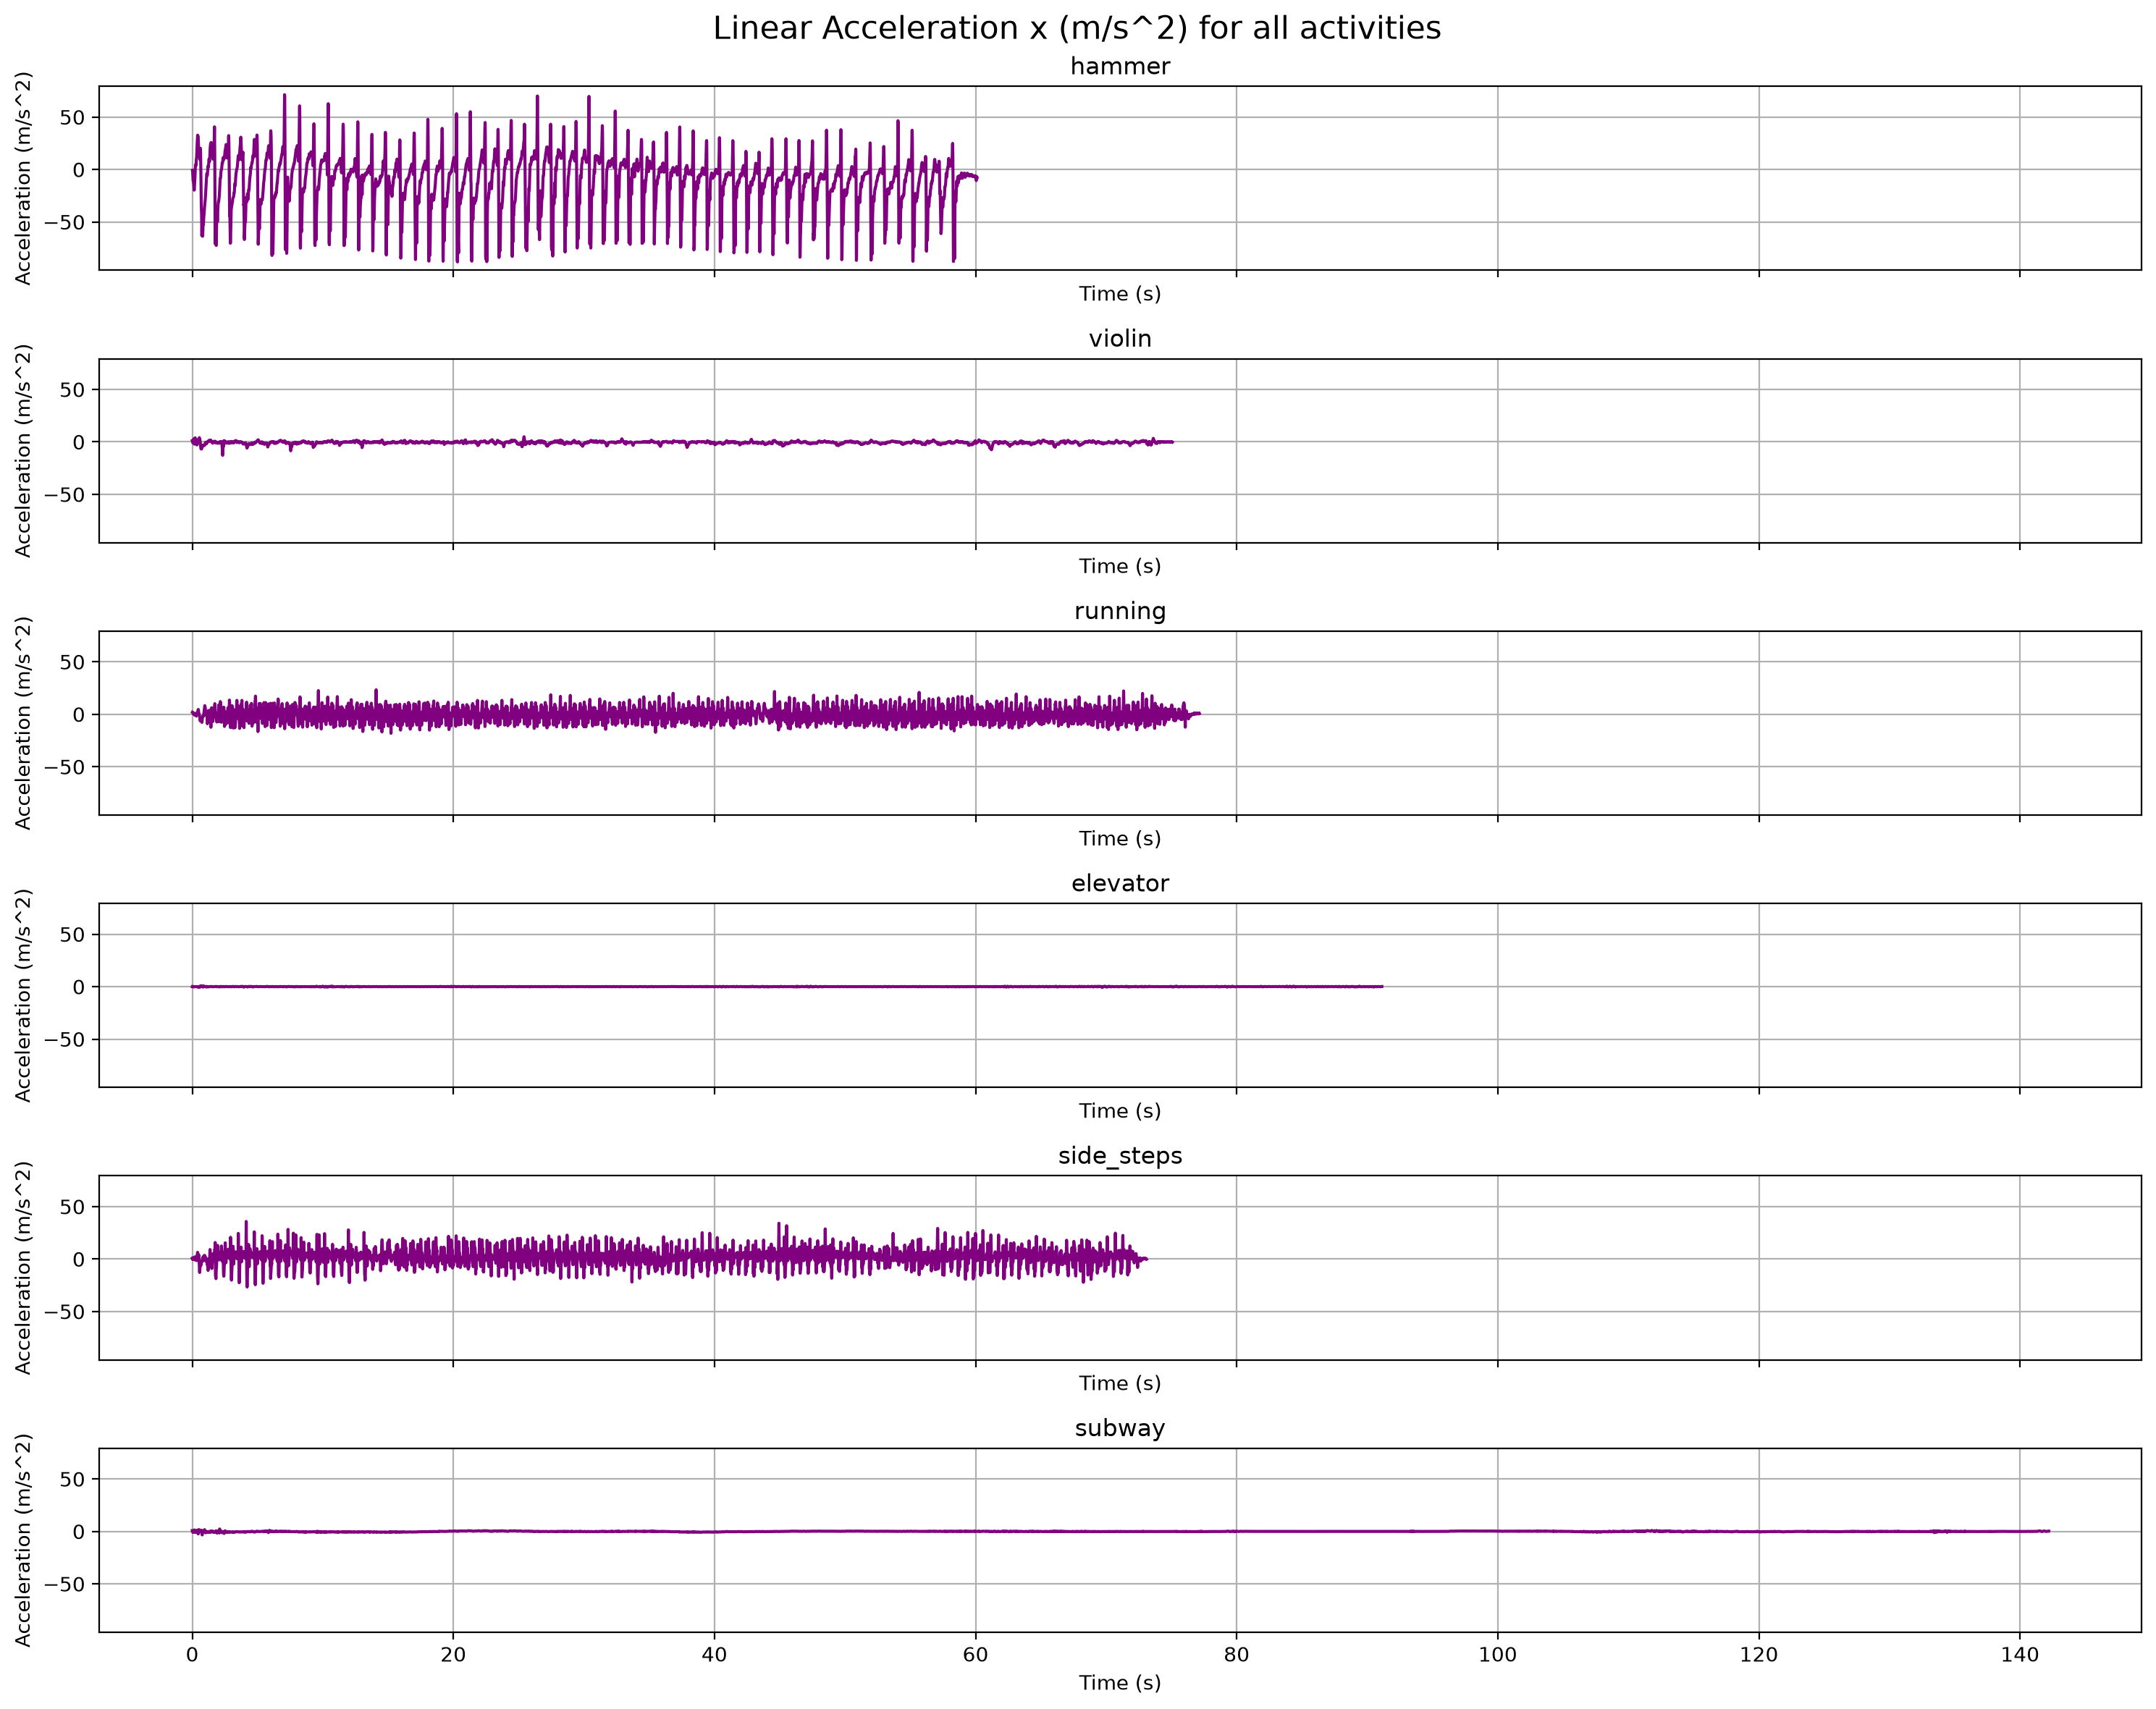 Linear Acceleration x (m/s^2) for all activities
hammer
Acceleration (m/s^2)
50
0
−50
Time (s)
violin
Acceleration (m/s^2)
50
0
−50
Time (s)
running
Acceleration (m/s^2)
50
0
−50
Time (s)
elevator
Acceleration (m/s^2)
50
0
−50
Time (s)
side_steps
Acceleration (m/s^2)
50
0
−50
Time (s)
subway
Acceleration (m/s^2)
50
0
−50
0 20 40 60 80 100 120 140
Time (s)